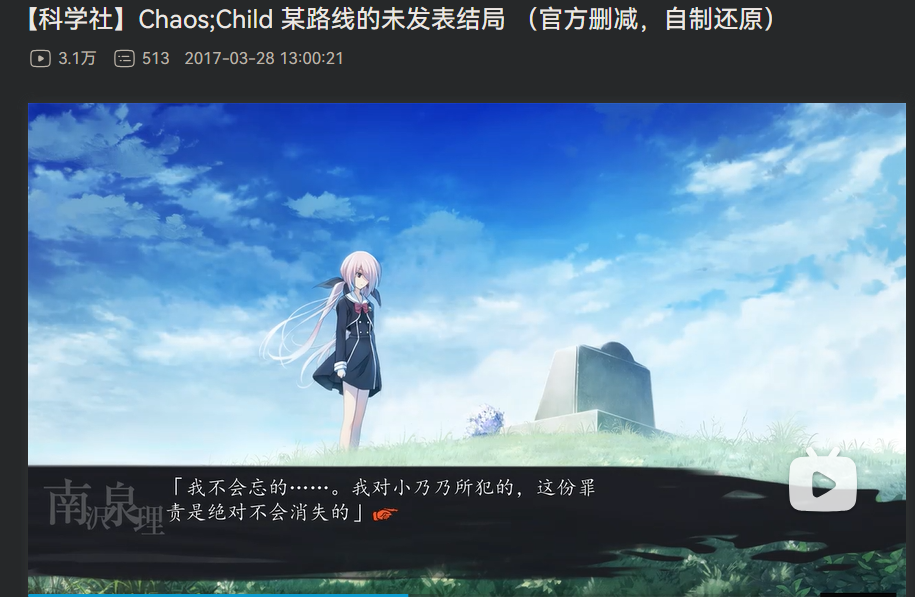 【科学社】Chaos;Child 某路线的未发表结局 （官方删减，自制还原）
3.1万 513 2017-03-28 13:00:21
南沢泉理
「我不会忘的……。我对小乃乃所犯的，这份罪
责是绝对不会消失的」